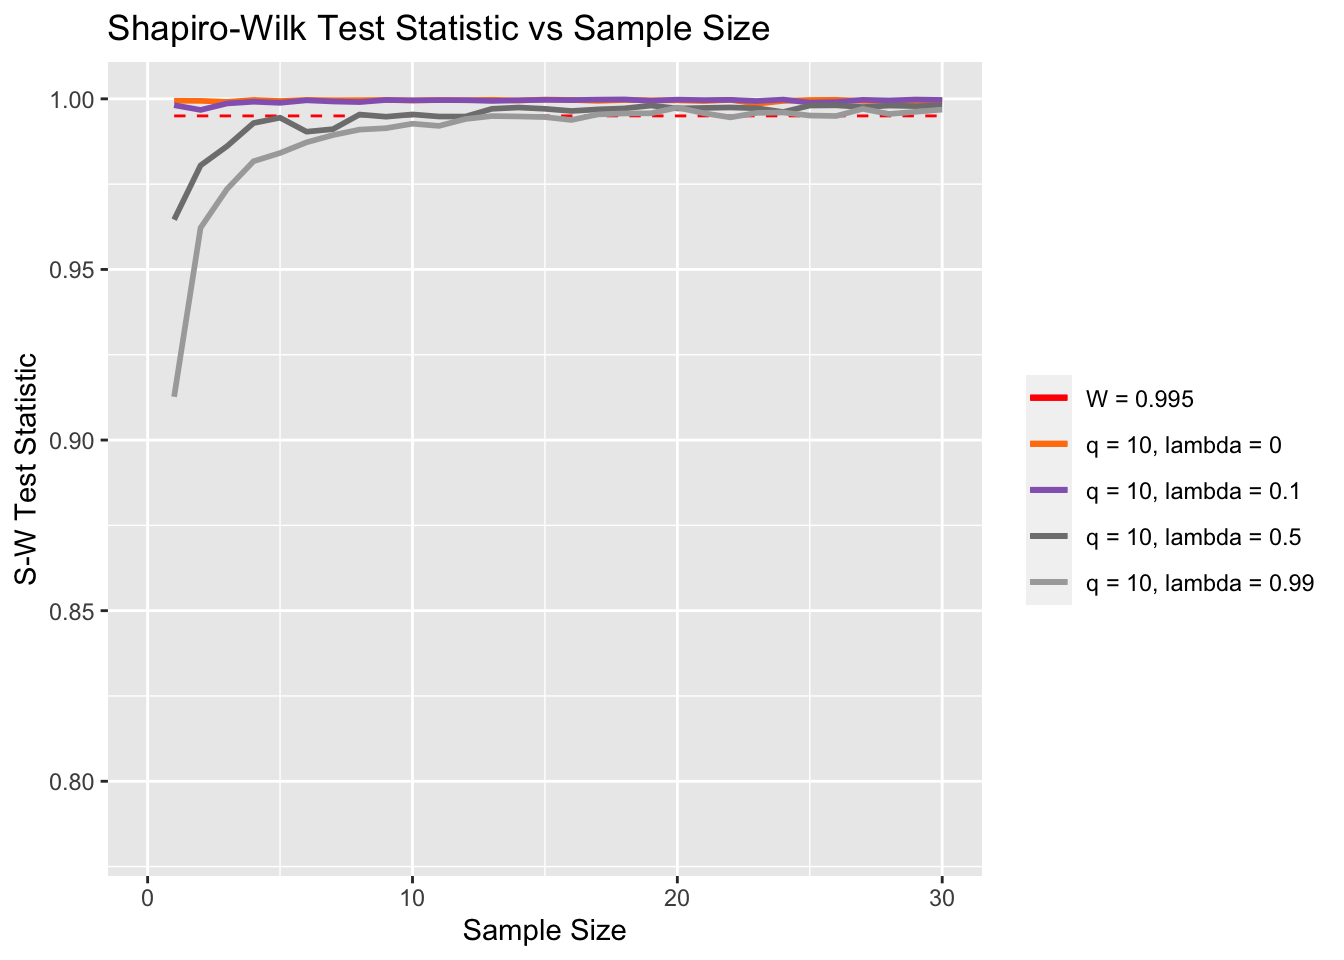 Shapiro-Wilk Test Statistic vs Sample Size
1.00
0.95
0.90
0.85
0.80
S-W Test Statistic
0
10
20
30
Sample Size
W = 0.995
q = 10, lambda = 0
q = 10, lambda = 0.1
q = 10, lambda = 0.5
q = 10, lambda = 0.99